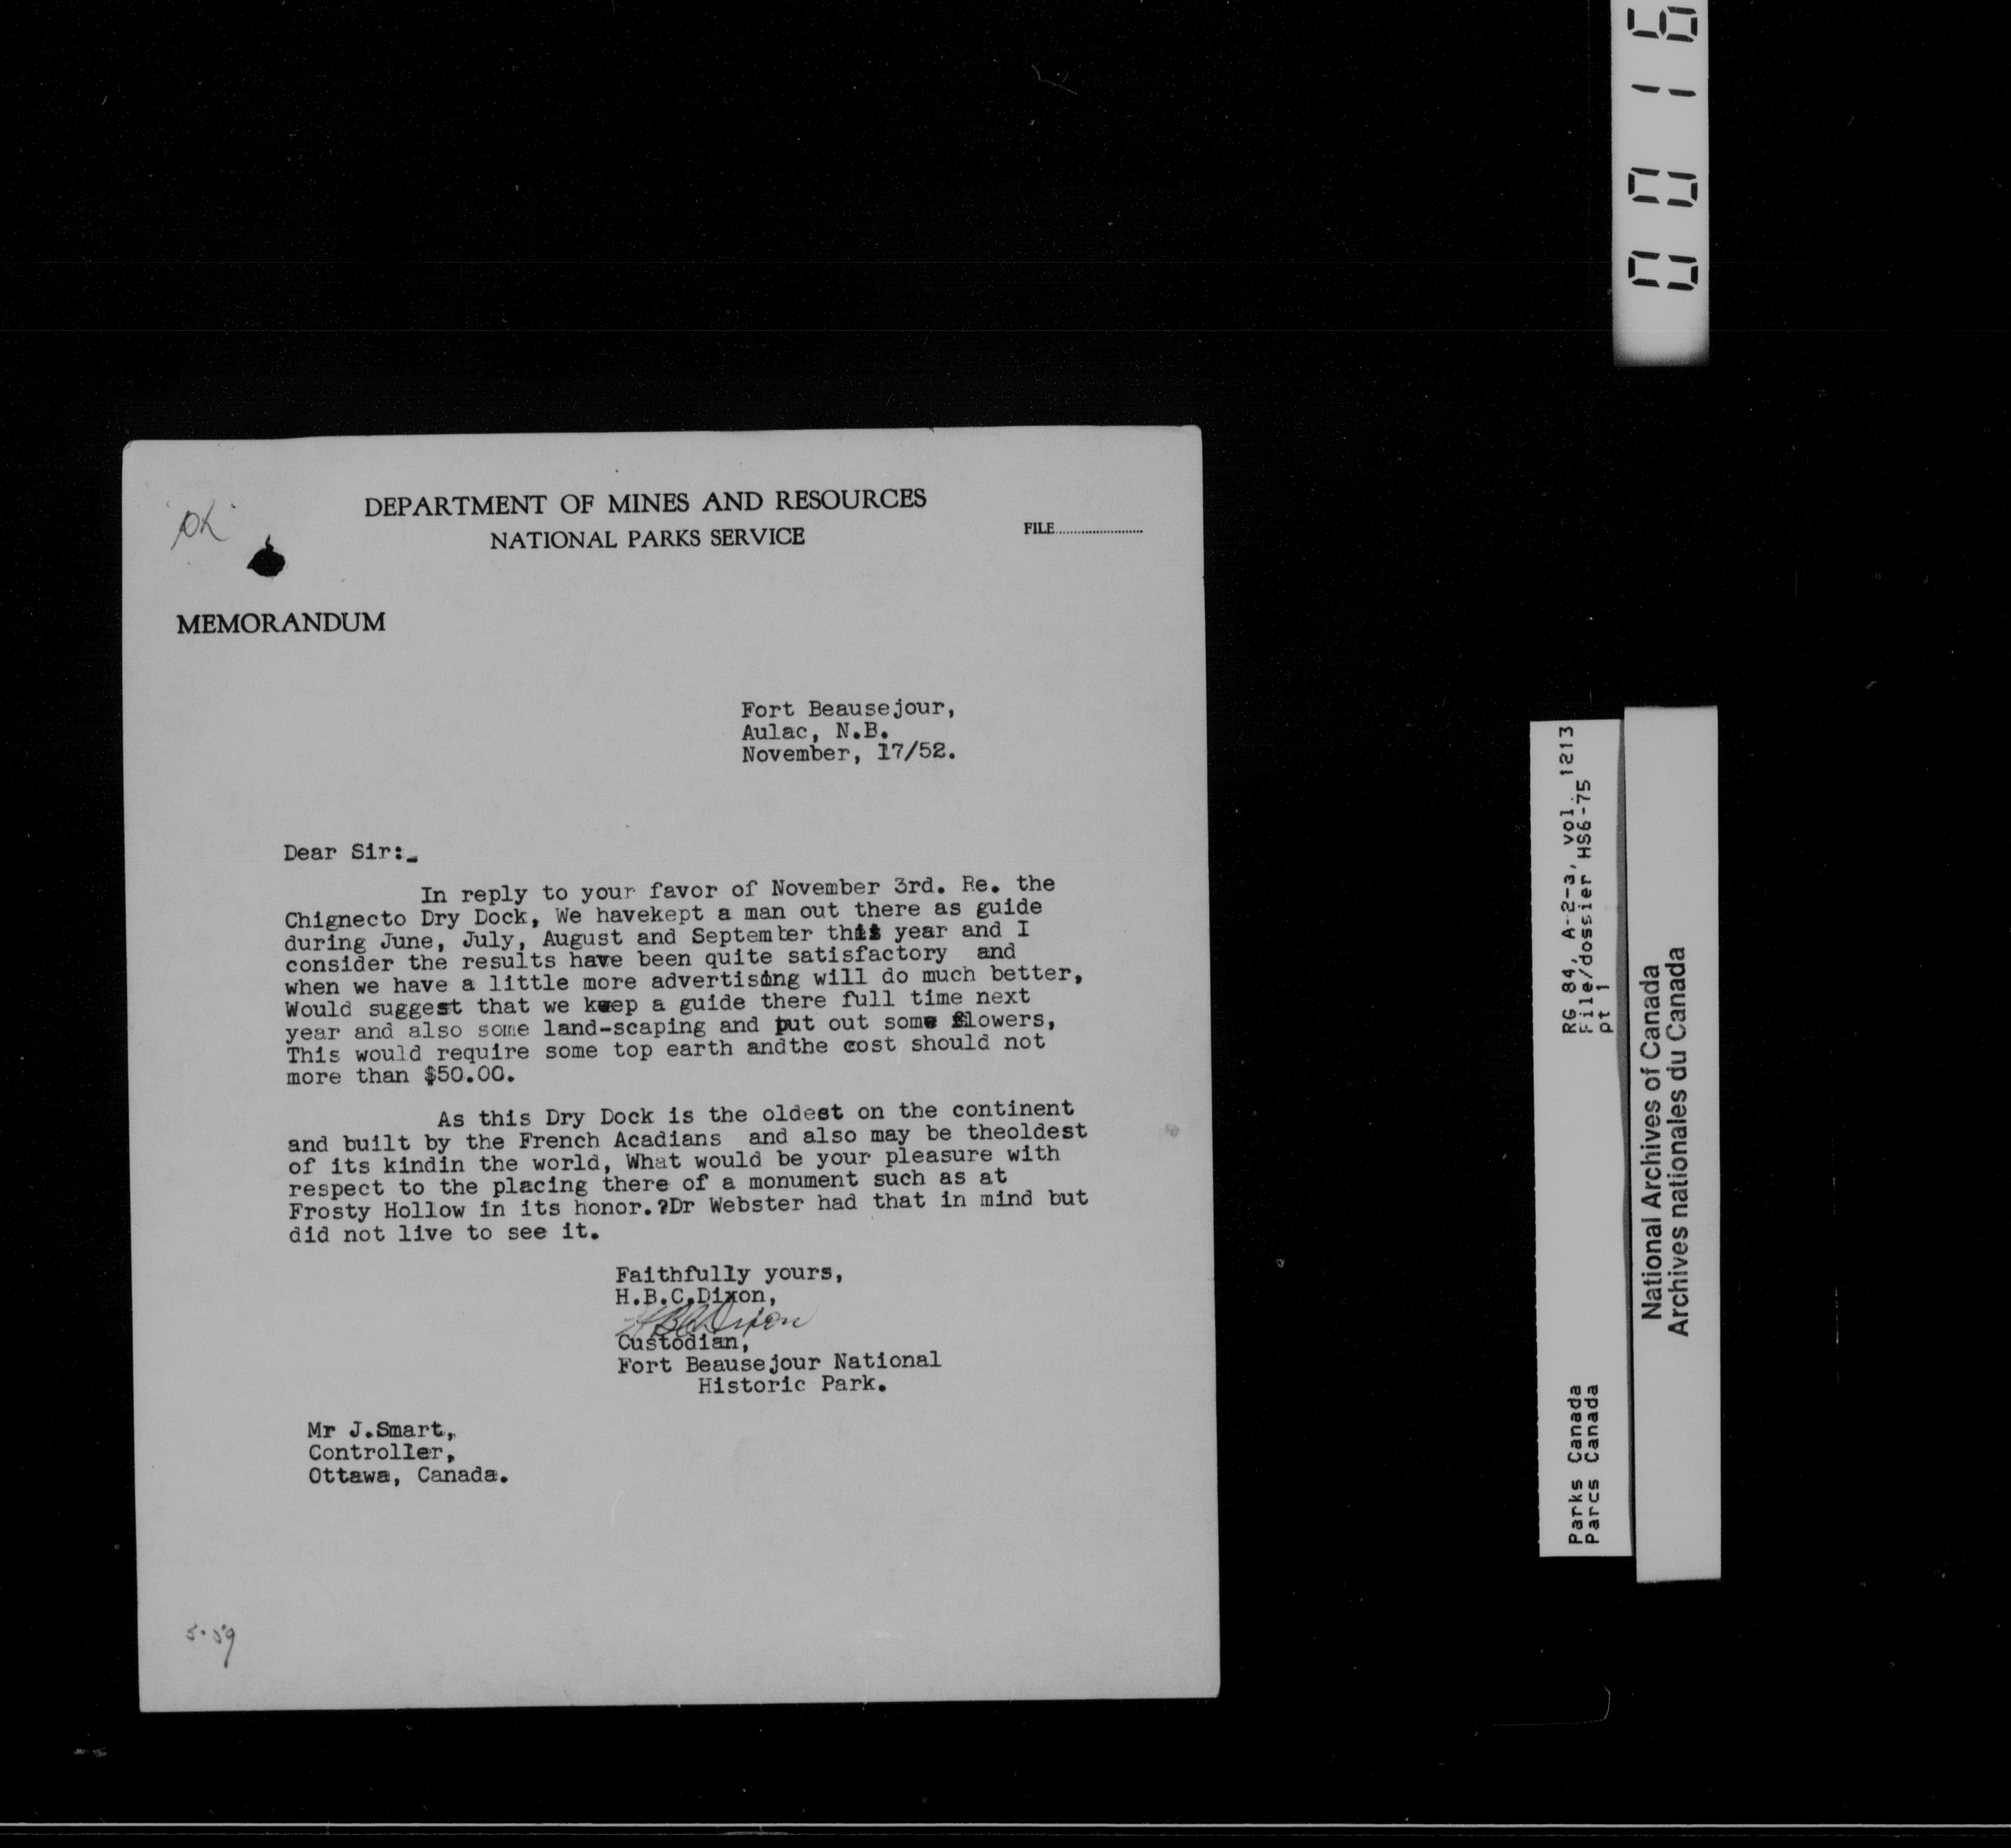 0016
OK
DEPARTMENT OF MINES AND RESOURCES
NATIONAL PARKS SERVICE
FILE........................
MEMORANDUM
Fort Beausejour,
Aulac, N.B.
November, 17/52.
Dear Sir:-
In reply to your favor of November 3rd. Re. the
Chignecto Dry Dock, We havekept a man out there as guide
during June, July, August and September this year and I
consider the results have been quite satisfactory  and
when we have a little more advertising will do much better,
Would suggest that we keep a guide there full time next
year and also some land-scaping and put out some flowers,
This would require some top earth andthe cost should not
more than $50.00.
As this Dry Dock is the oldest on the continent
and built by the French Acadians  and also may be theoldest
of its kindin the world, What would be your pleasure with
respect to the placing there of a monument such as at
Frosty Hollow in its honor.?Dr Webster had that in mind but
did not live to see it.
Faithfully yours,
H.B.C.Dixon,
HBC Dixon
Custodian,
Fort Beausejour National
Historic Park.
Mr J.Smart,
Controller,
Ottawa, Canada.
5.59
RG 84, A-2-3, vol. 1213
File/dossier HS6-75
pt 1
Parks Canada
Parcs Canada
National Archives of Canada
Archives nationales du Canada